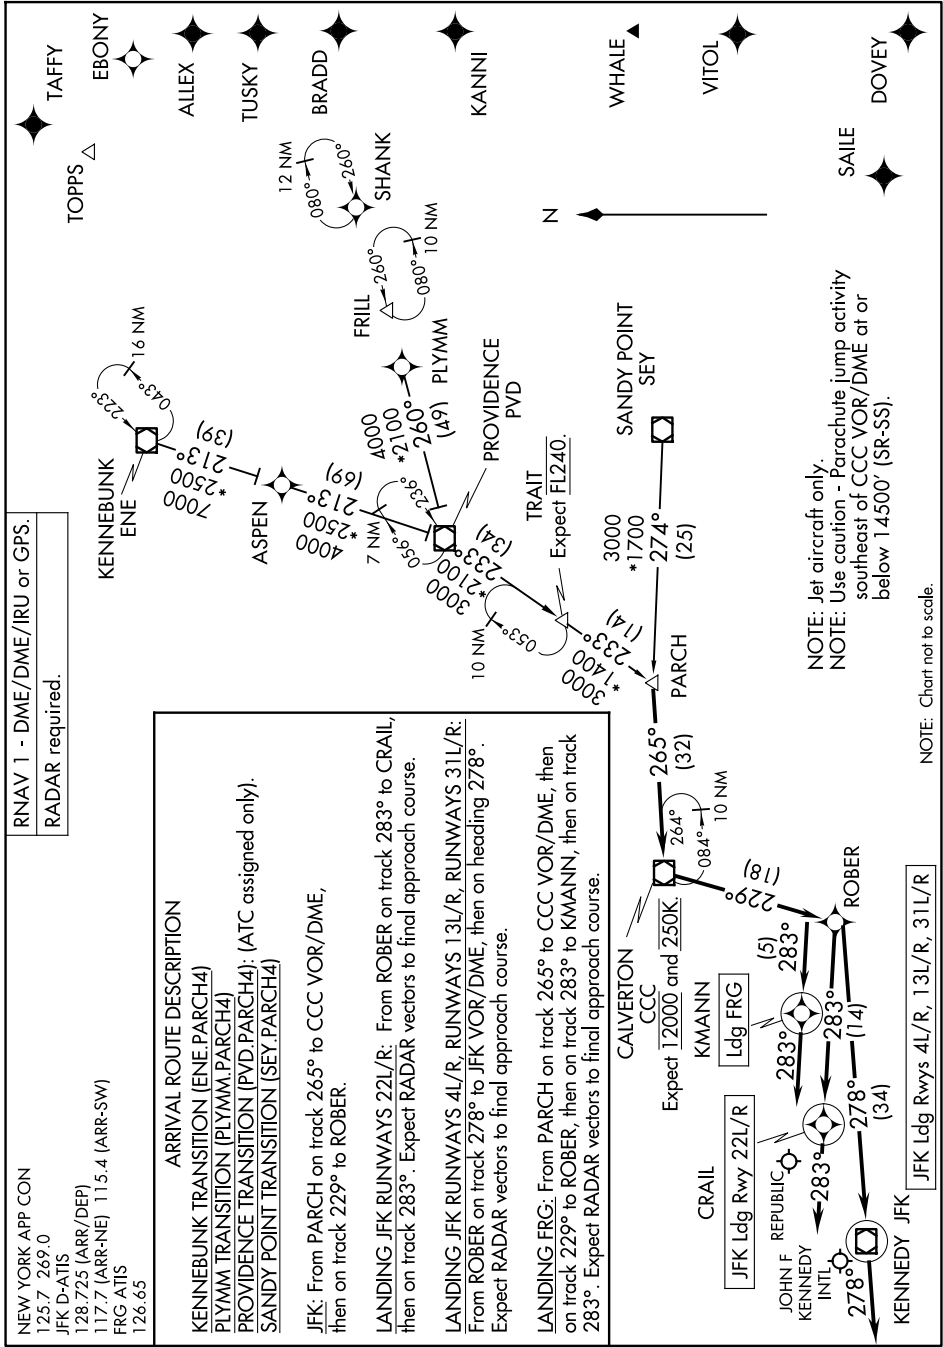 NEW YORK APP CON
125.7 269.0
JFK D-ATIS
128.725 (ARR/DEP)
117.7 (ARR-NE) 115.4 (ARR-SW)
FRG ATIS
126.65
RNAV 1 - DME/DME/IRU or GPS.
RADAR required.
ARRIVAL ROUTE DESCRIPTION
KENNEBUNK TRANSITION (ENE.PARCH4)
PLYMM TRANSITION (PLYMM.PARCH4)
PROVIDENCE TRANSITION (PVD.PARCH4): (ATC assigned only).
SANDY POINT TRANSITION (SEY.PARCH4)
JFK: From PARCH on track 265° to CCC VOR/DME,
then on track 229° to ROBER.
LANDING JFK RUNWAYS 22L/R: From ROBER on track 283° to CRAIL,
then on track 283°. Expect RADAR vectors to final approach course.
LANDING JFK RUNWAYS 4L/R, RUNWAYS 13L/R, RUNWAYS 31L/R:
From ROBER on track 278° to JFK VOR/DME, then on heading 278°.
Expect RADAR vectors to final approach course.
LANDING FRG: From PARCH on track 265° to CCC VOR/DME, then
on track 229° to ROBER, then on track 283° to KMANN, then on track
283°. Expect RADAR vectors to final approach course.
TAFFY
EBONY
TOPPS
ALLEX
TUSKY
BRADD
KANNI
WHALE
VITOL
DOVEY
SAILE
12 NM
080°
260°
SHANK
FRILL
260°
080°
10 NM
N
16 NM
223°
043°
KENNEBUNK
ENE
7000
*2500
213°
(39)
ASPEN
4000
*2500
213°
(69)
PLYMM
4000
*2100
260°
(49)
PROVIDENCE
PVD
7 NM
056°
236°
3000
*2100
233°
(34)
TRAIT
Expect FL240.
10 NM
053°
3000
*1400
233°
(14)
SANDY POINT
SEY
3000
*1700
274°
(25)
PARCH
265°
(32)
264°
084°
10 NM
CALVERTON
CCC
Expect 12000 and 250K.
229°
(18)
ROBER
KMANN
Ldg FRG
(5)
283°
283°
283°
(14)
CRAIL
JFK Ldg Rwy 22L/R
283°
REPUBLIC
JOHN F
KENNEDY
INTL
278°
(34)
278°
KENNEDY JFK
JFK Ldg Rwys 4L/R, 13L/R, 31L/R
NOTE: Jet aircraft only.
NOTE: Use caution - Parachute jump activity
southeast of CCC VOR/DME at or
below 14500' (SR-SS).
NOTE: Chart not to scale.